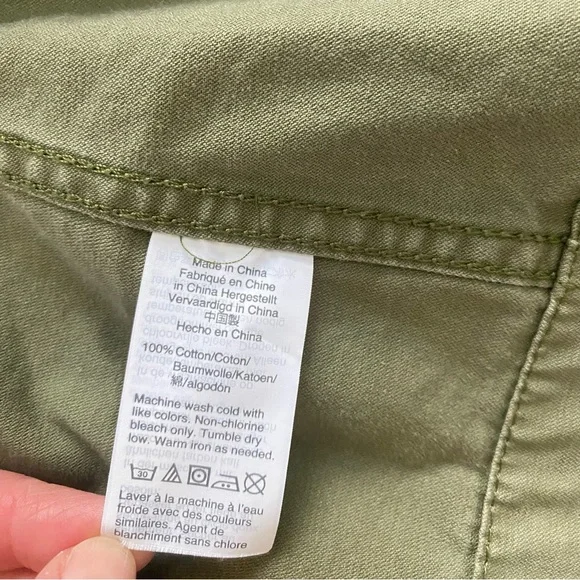 Made in China
Fabriqué en Chine
in China Hergestellt
Vervaardigd in China
中国製
Hecho en China
100% Cotton/Coton/
Baumwolle/Katoen/
綿/algodón
Machine wash cold with
like colors. Non-chlorine
bleach only. Tumble dry
low. Warm iron as needed.
30
Laver à la machine à l'eau
froide avec des couleurs
similaires. Agent de
blanchiment sans chlore